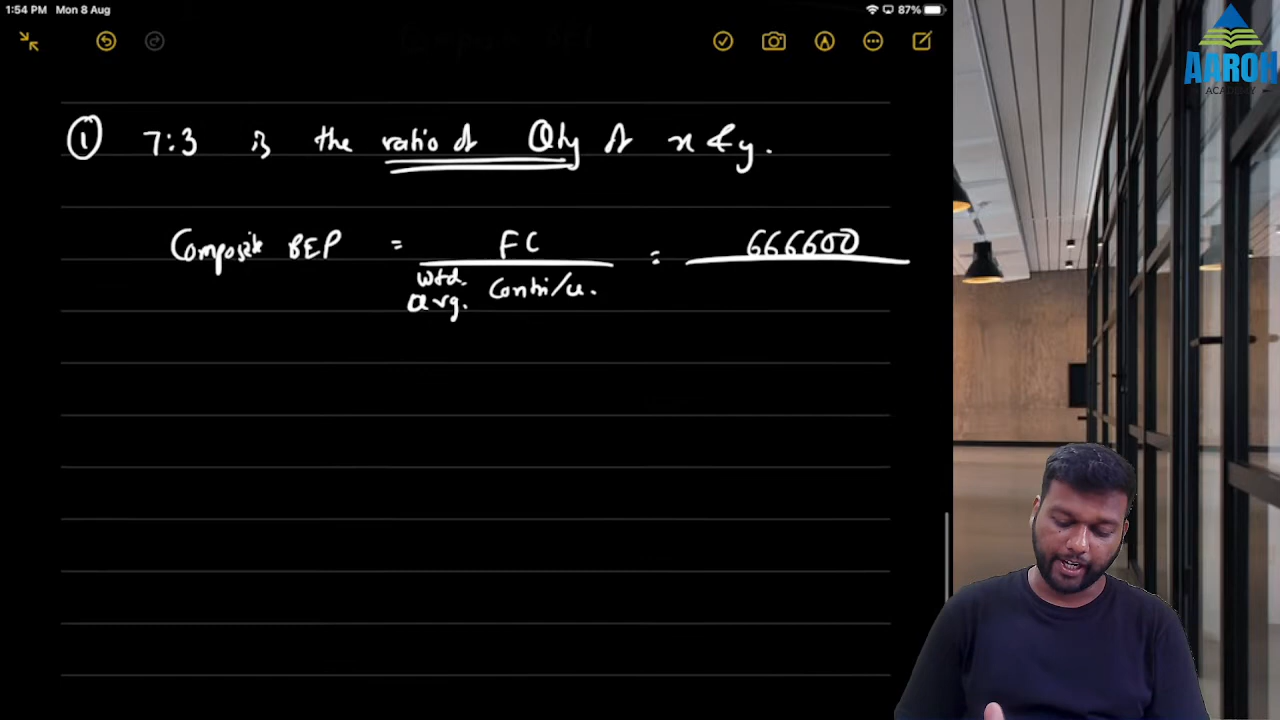 1:54 PM Mon 8 Aug
87%
AAROH
ACADEMY
① 7:3 is the ratio of Qty of x & y.
Composite BEP = FC / wtd. avg. Contri/u. = 666600